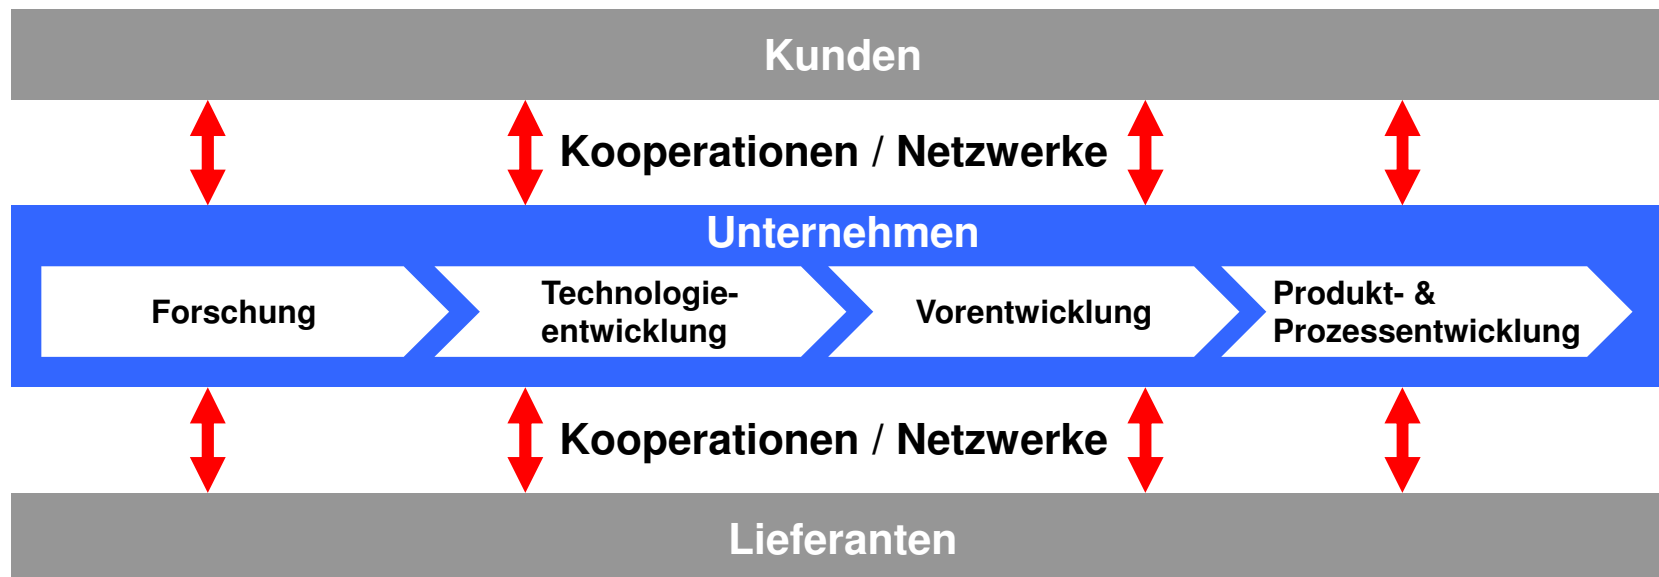 Kunden
Kooperationen / Netzwerke
Unternehmen
Forschung
Technologie-
entwicklung
Vorentwicklung
Produkt- &
Prozessentwicklung
Kooperationen / Netzwerke
Lieferanten